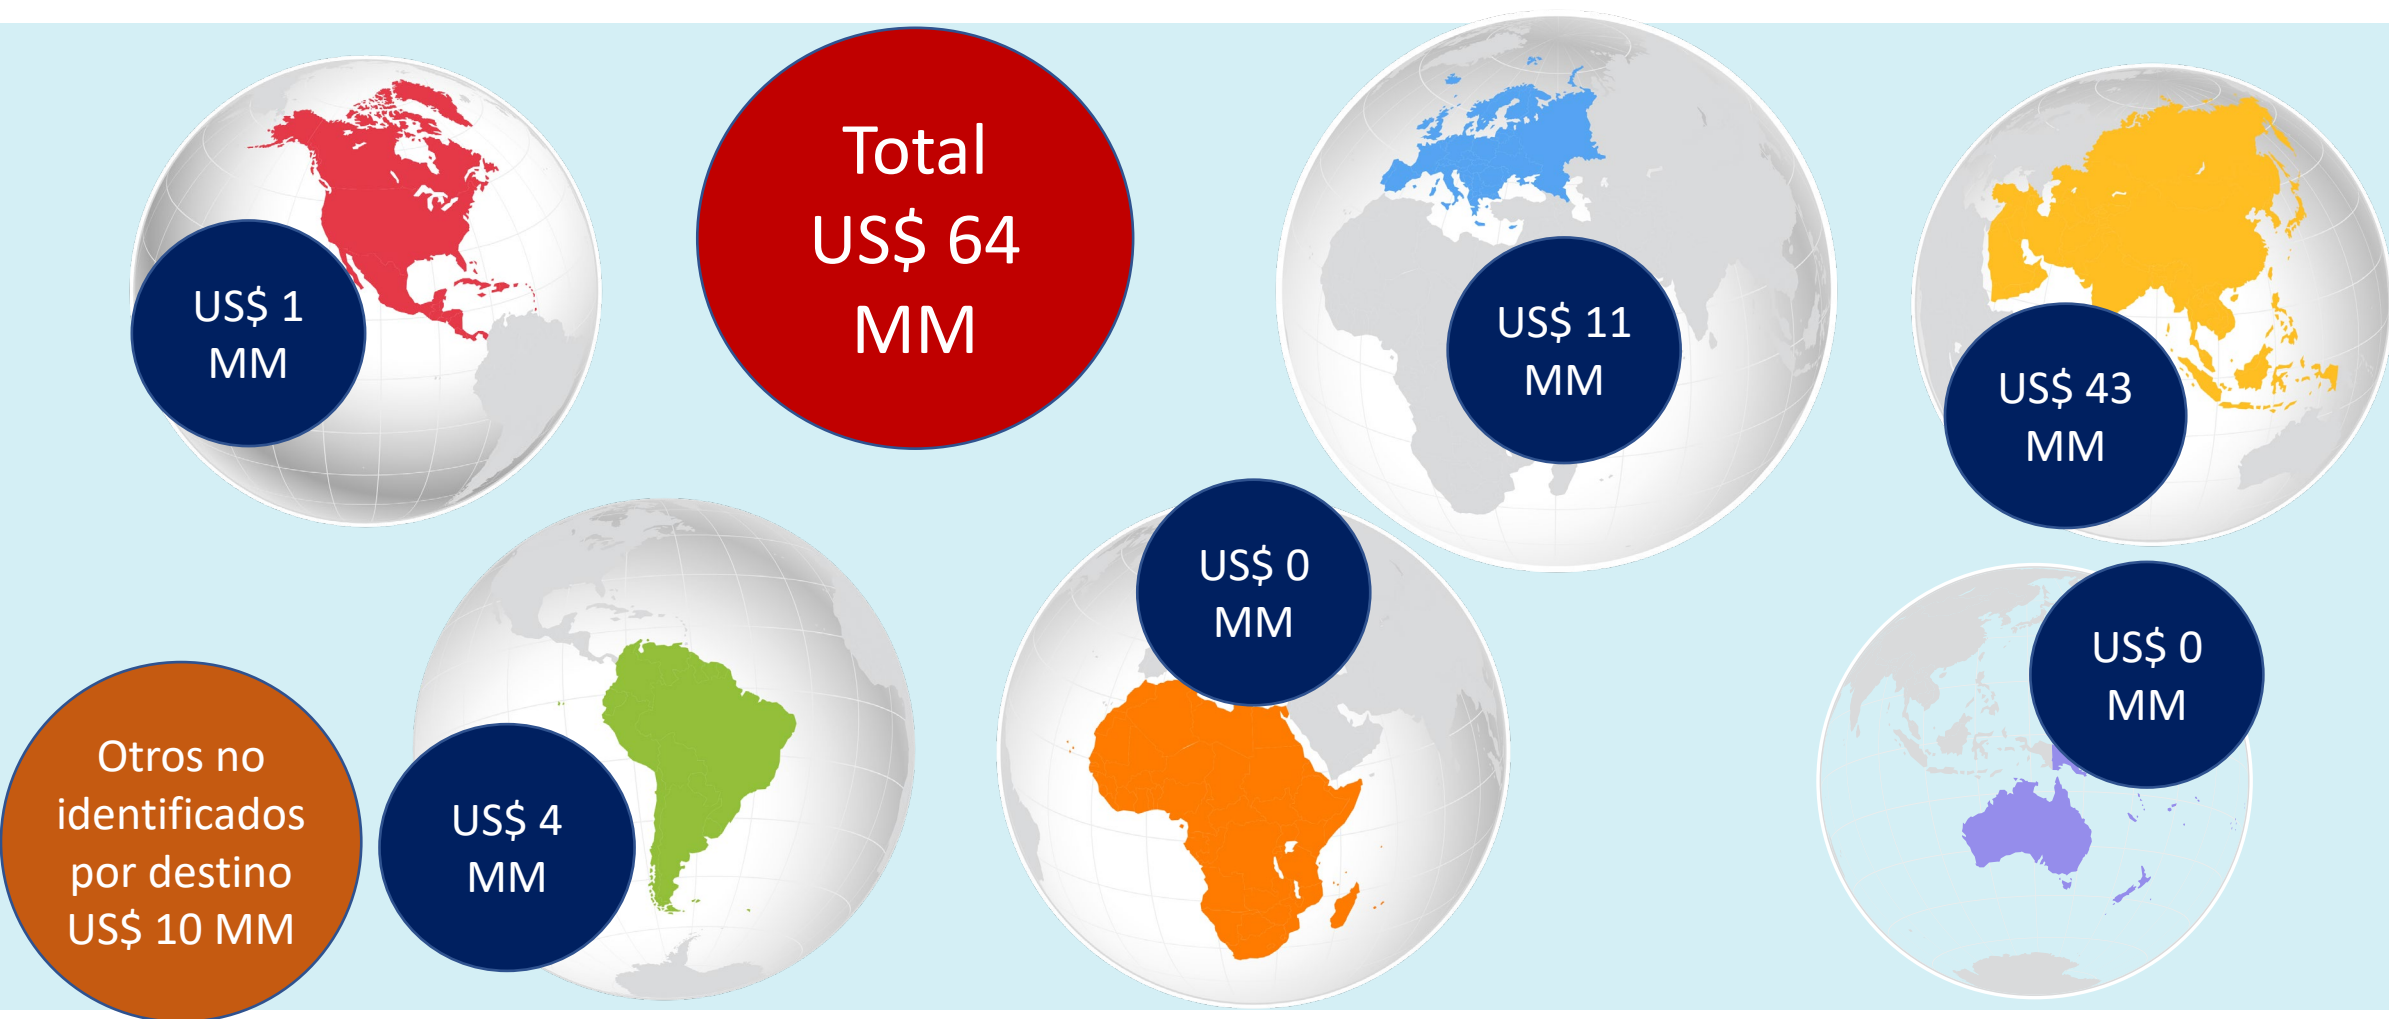 Total
US$ 64
MM
US$ 1
MM
US$ 11
MM
US$ 43
MM
US$ 0
MM
US$ 0
MM
Otros no
identificados
por destino
US$ 10 MM
US$ 4
MM